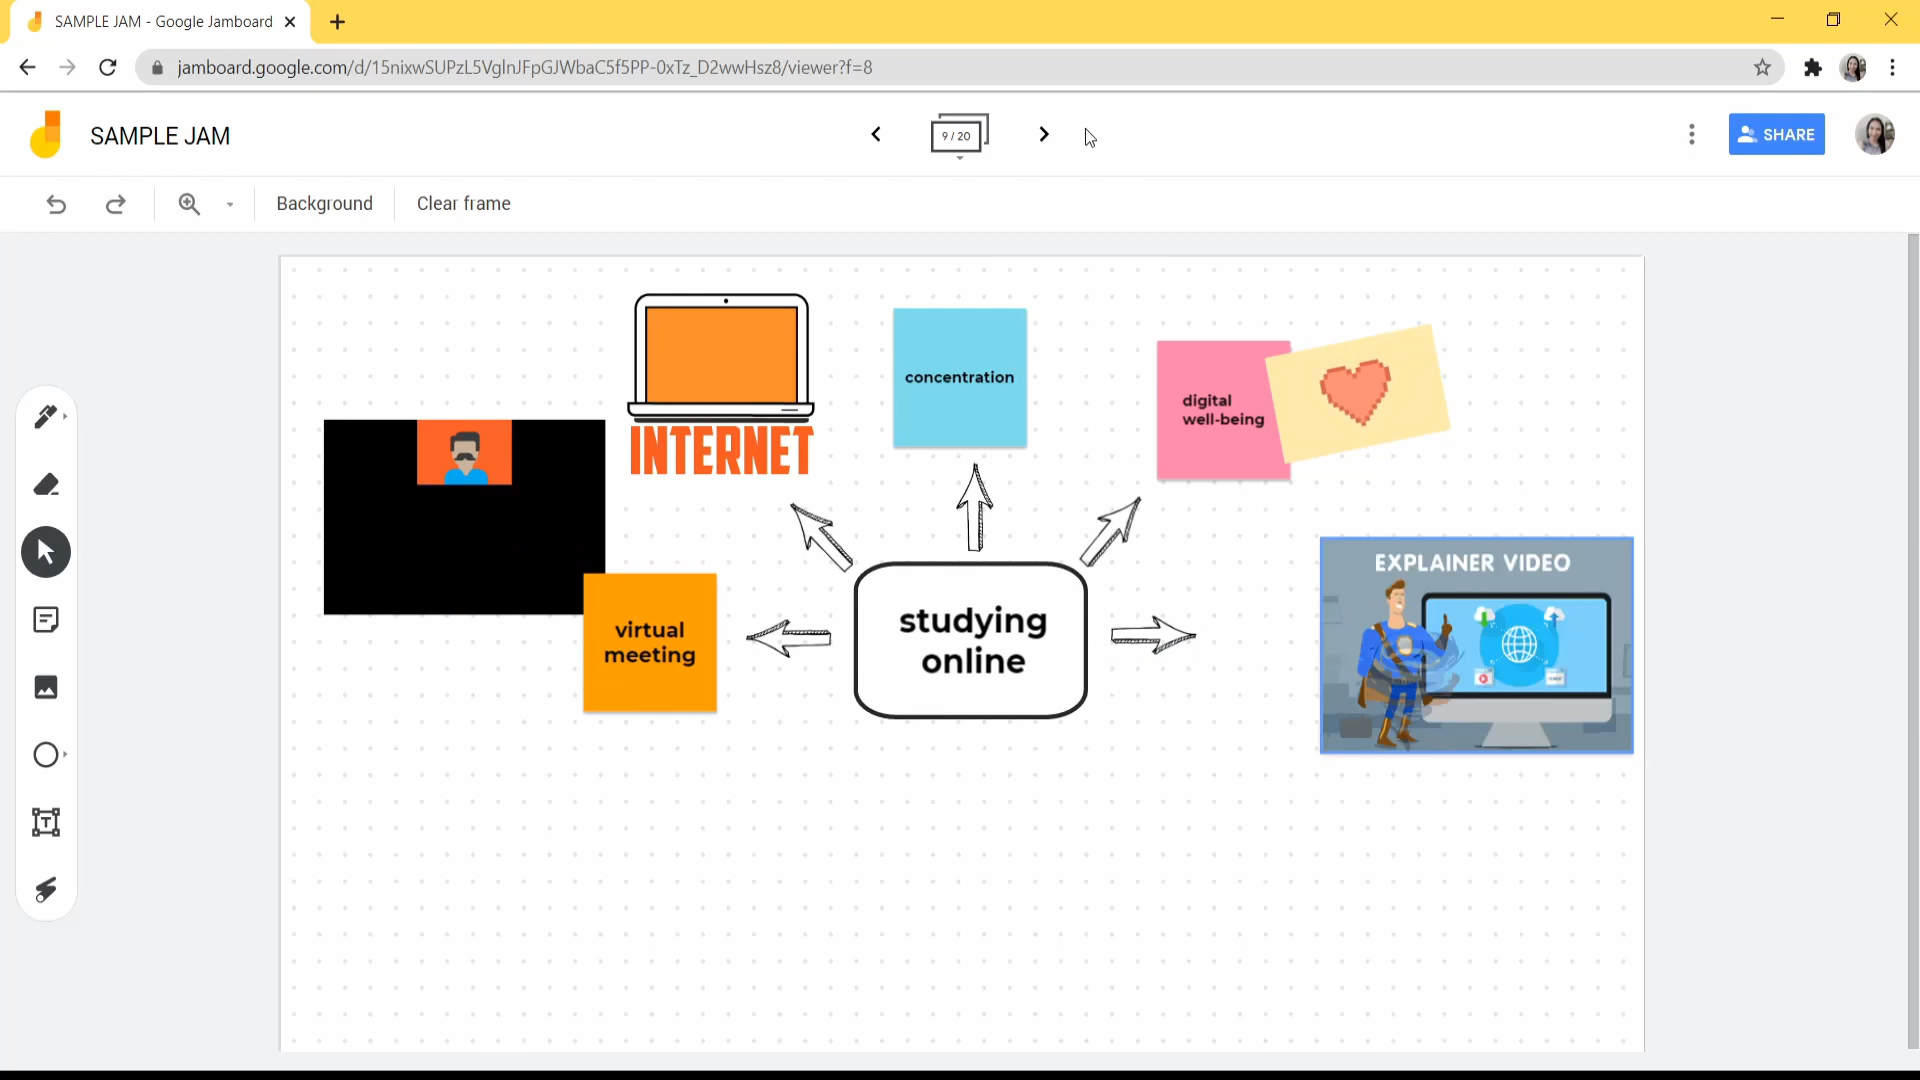 SAMPLE JAM - Google Jamboard
jamboard.google.com/d/15nixwSUPzL5VglnJFpGJWbaC5f5PP-0xTz_D2wwHsz8/viewer?f=8
SAMPLE JAM
9 / 20
SHARE
Background
Clear frame
INTERNET
concentration
digital
well-being
EXPLAINER VIDEO
virtual
meeting
studying
online